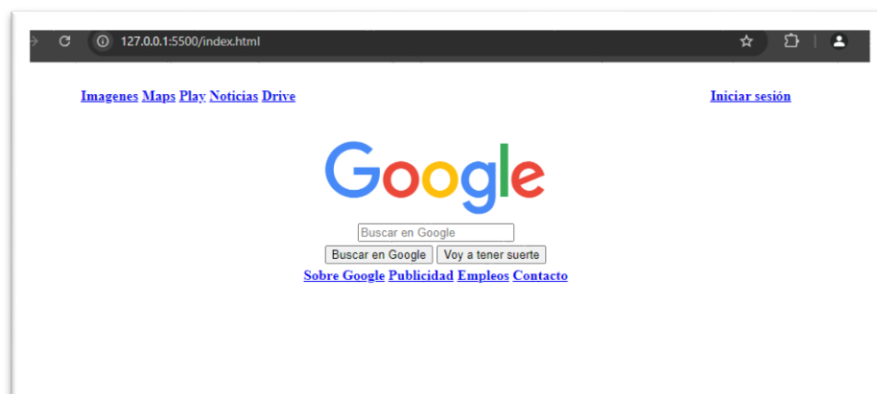 127.0.0.1:5500/index.html
Imagenes Maps Play Noticias Drive Iniciar sesión
Google
Buscar en Google
Buscar en Google Voy a tener suerte
Sobre Google Publicidad Empleos Contacto